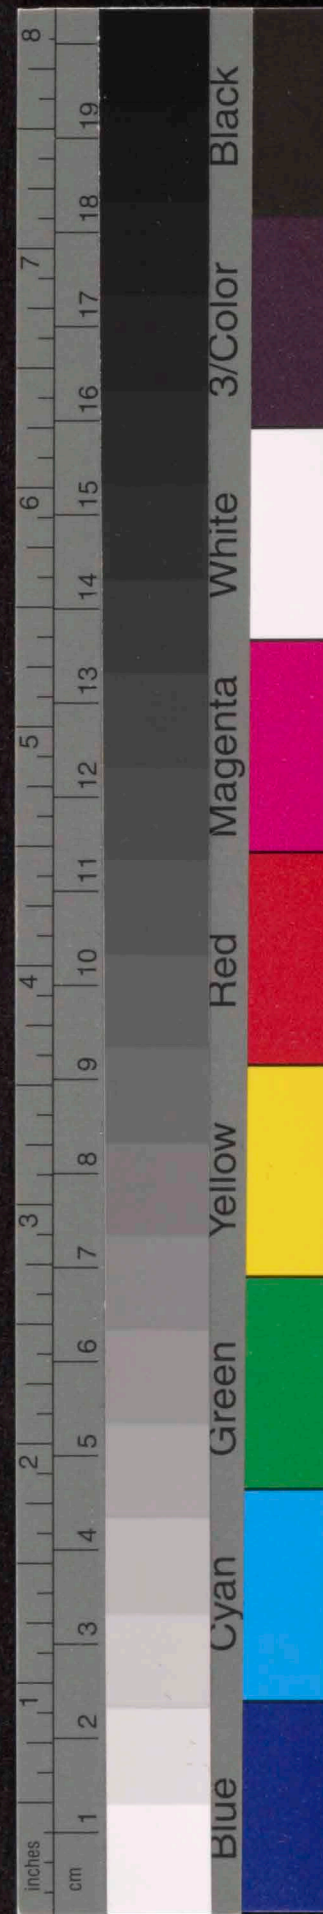 inches 1 2 3 4 5 6 7 8
cm 1 2 3 4 5 6 7 8 9 10 11 12 13 14 15 16 17 18 19
Blue Cyan Green Yellow Red Magenta White 3/Color Black